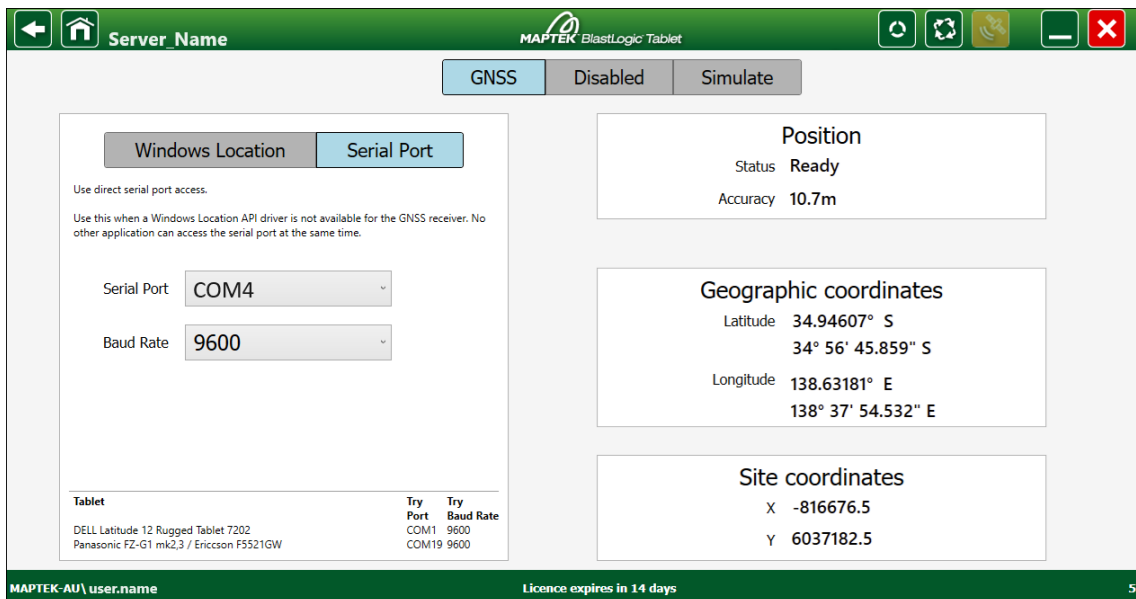 Server_Name
MAPTEK BlastLogic Tablet
GNSS Disabled Simulate
Windows Location Serial Port
Use direct serial port access.
Use this when a Windows Location API driver is not available for the GNSS receiver. No
other application can access the serial port at the same time.
Serial Port COM4
Baud Rate 9600
Tablet Try Try
Port Baud Rate
DELL Latitude 12 Rugged Tablet 7202 COM1 9600
Panasonic FZ-G1 mk2,3 / Ericcson F5521GW COM19 9600
Position
Status Ready
Accuracy 10.7m
Geographic coordinates
Latitude 34.94607° S
34° 56' 45.859" S
Longitude 138.63181° E
138° 37' 54.532" E
Site coordinates
X -816676.5
Y 6037182.5
MAPTEK-AU\user.name Licence expires in 14 days 5